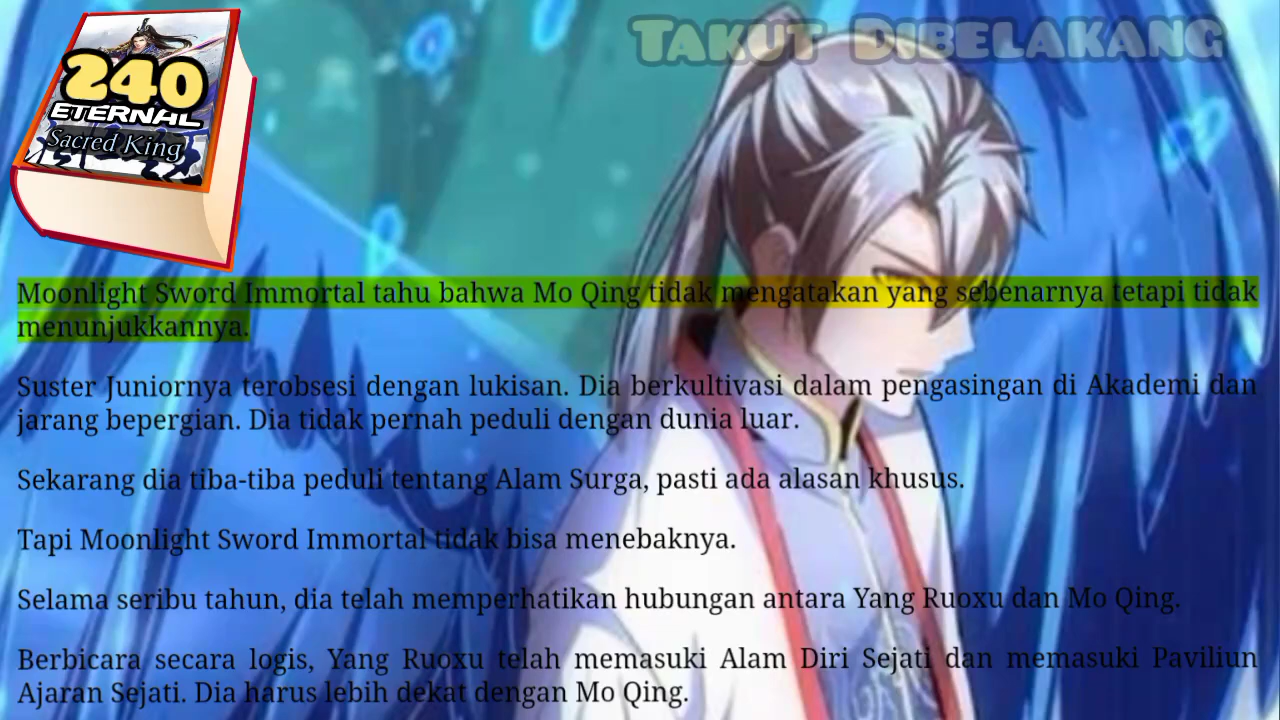 Takut Dibelakang
240
ETERNAL
Sacred King
Moonlight Sword Immortal tahu bahwa Mo Qing tidak mengatakan yang sebenarnya tetapi tidak
menunjukkannya.
Suster Juniornya terobsesi dengan lukisan. Dia berkultivasi dalam pengasingan di Akademi dan
jarang bepergian. Dia tidak pernah peduli dengan dunia luar.
Sekarang dia tiba-tiba peduli tentang Alam Surga, pasti ada alasan khusus.
Tapi Moonlight Sword Immortal tidak bisa menebaknya.
Selama seribu tahun, dia telah memperhatikan hubungan antara Yang Ruoxu dan Mo Qing.
Berbicara secara logis, Yang Ruoxu telah memasuki Alam Diri Sejati dan memasuki Paviliun
Ajaran Sejati. Dia harus lebih dekat dengan Mo Qing.